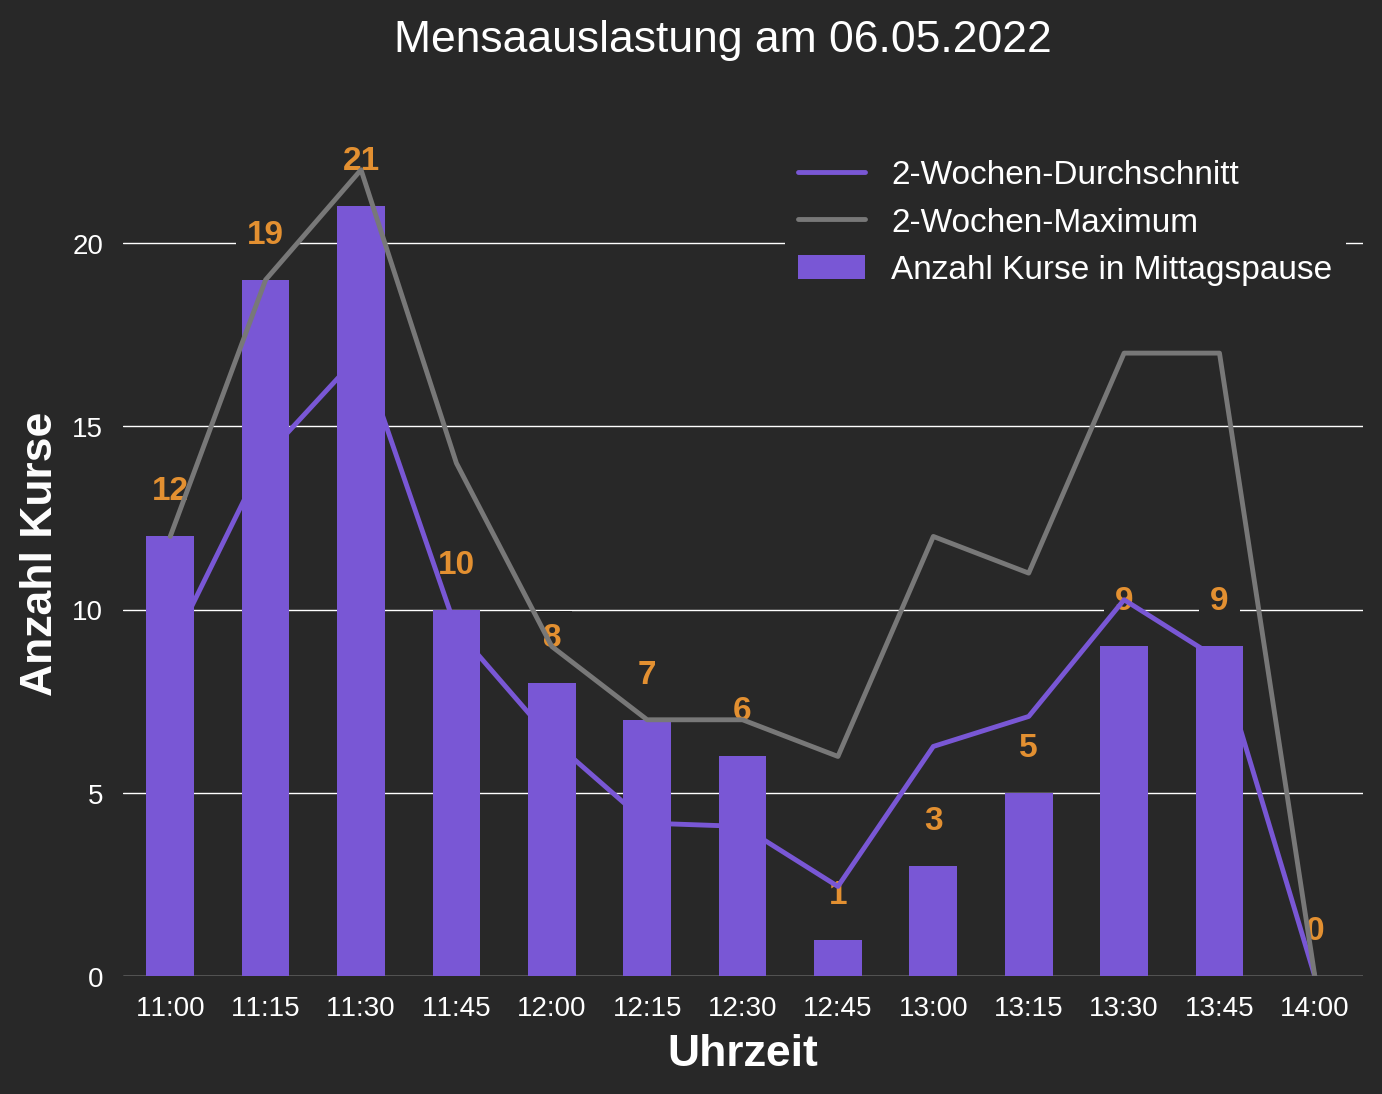 Mensaauslastung am 06.05.2022
2-Wochen-Durchschnitt
2-Wochen-Maximum
Anzahl Kurse in Mittagspause
Anzahl Kurse
20
15
10
5
0
12
19
21
10
8
7
6
1
3
5
9
9
0
11:00 11:15 11:30 11:45 12:00 12:15 12:30 12:45 13:00 13:15 13:30 13:45 14:00
Uhrzeit